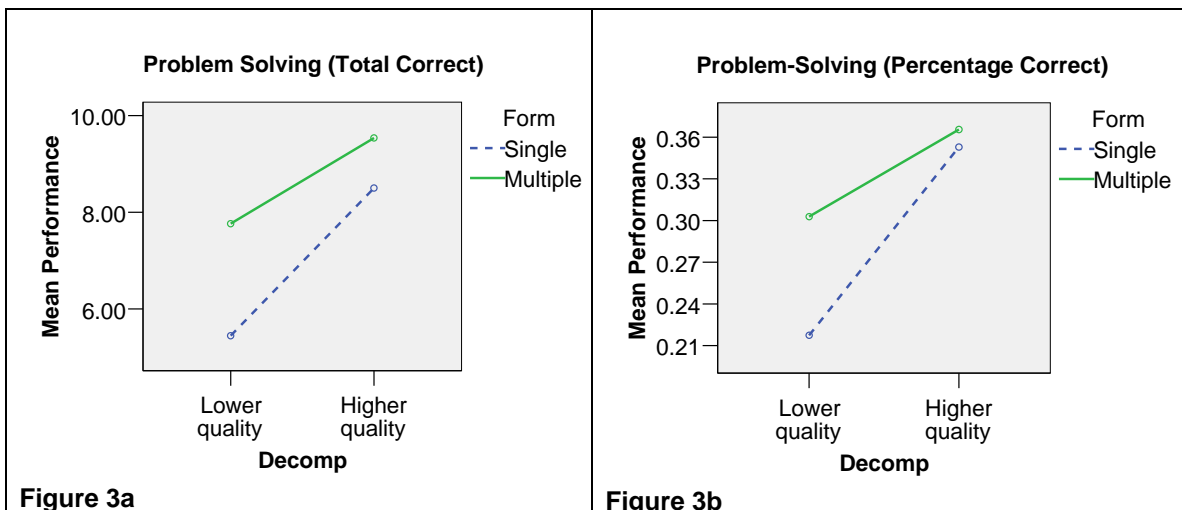 Problem Solving (Total Correct)
10.00
8.00
6.00
Mean Performance
Form
Single
Multiple
Lower
quality
Higher
quality
Decomp
Figure 3a
Problem-Solving (Percentage Correct)
0.36
0.33
0.30
0.27
0.24
0.21
Mean Performance
Form
Single
Multiple
Lower
quality
Higher
quality
Decomp
Figure 3b